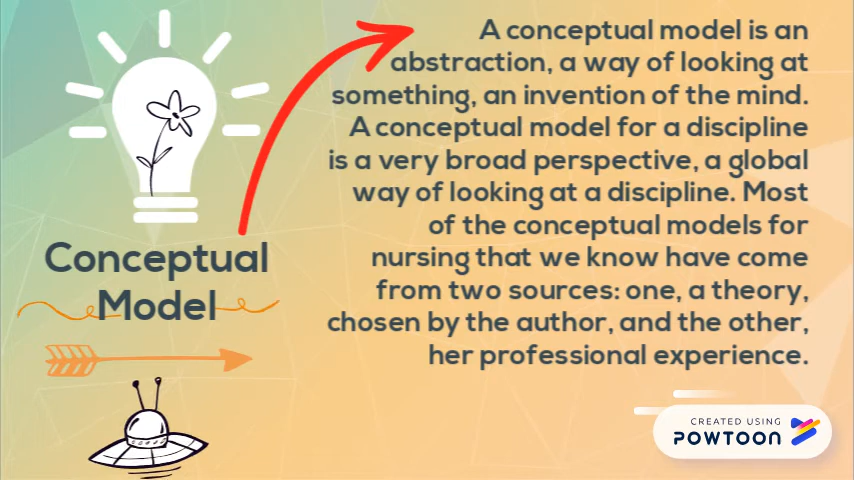 Conceptual
Model
A conceptual model is an
abstraction, a way of looking at
something, an invention of the mind.
A conceptual model for a discipline
is a very broad perspective, a global
way of looking at a discipline. Most
of the conceptual models for
nursing that we know have come
from two sources: one, a theory,
chosen by the author, and the other,
her professional experience.
CREATED USING
POWTOON